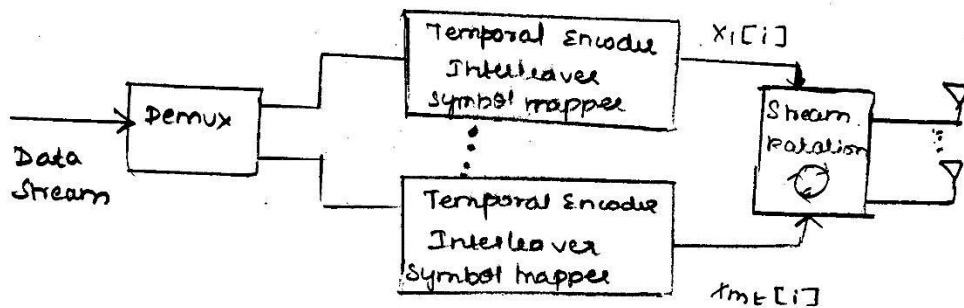 Temporal Encoder
Interleaver
Symbol mapper
x1[i]
Demux
Data
Stream
Stream
Rotation
Temporal Encoder
Interleaver
Symbol mapper
xmt[i]